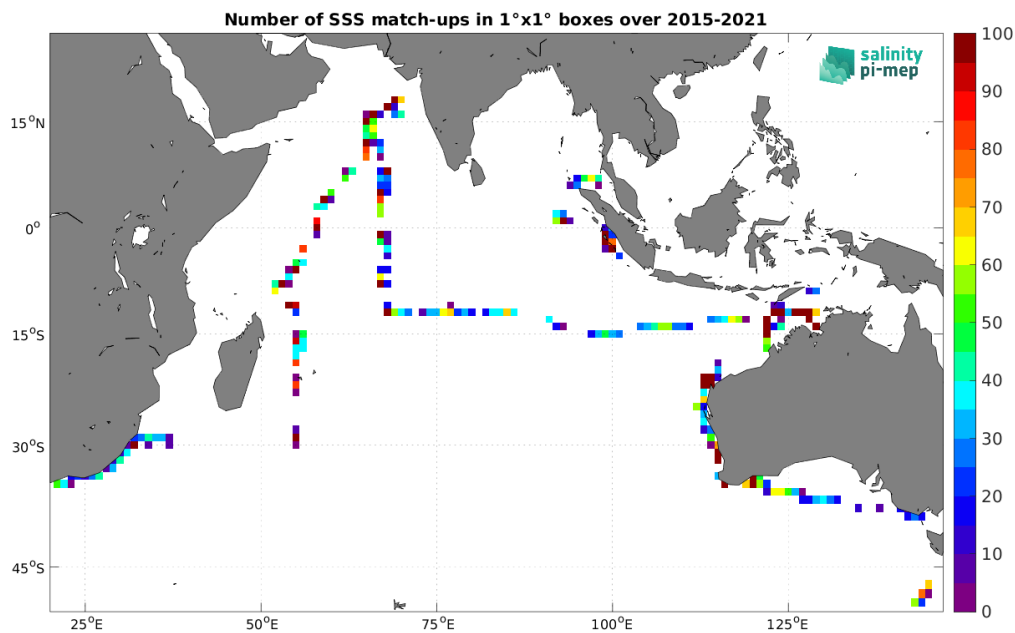 Number of SSS match-ups in 1°x1° boxes over 2015-2021
salinity
pi-mep
100
90
80
70
60
50
40
30
20
10
0
15°N
0°
15°S
30°S
45°S
25°E
50°E
75°E
100°E
125°E